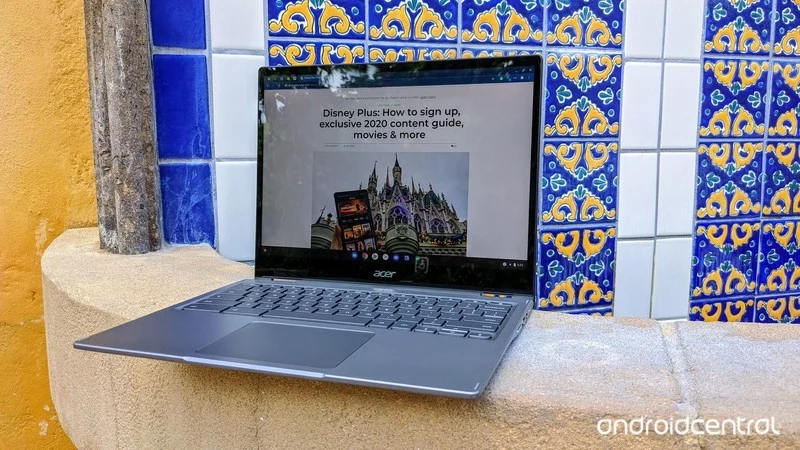 Disney Plus: How to sign up,
exclusive 2020 content guide,
movies & more
acer
androidcentral